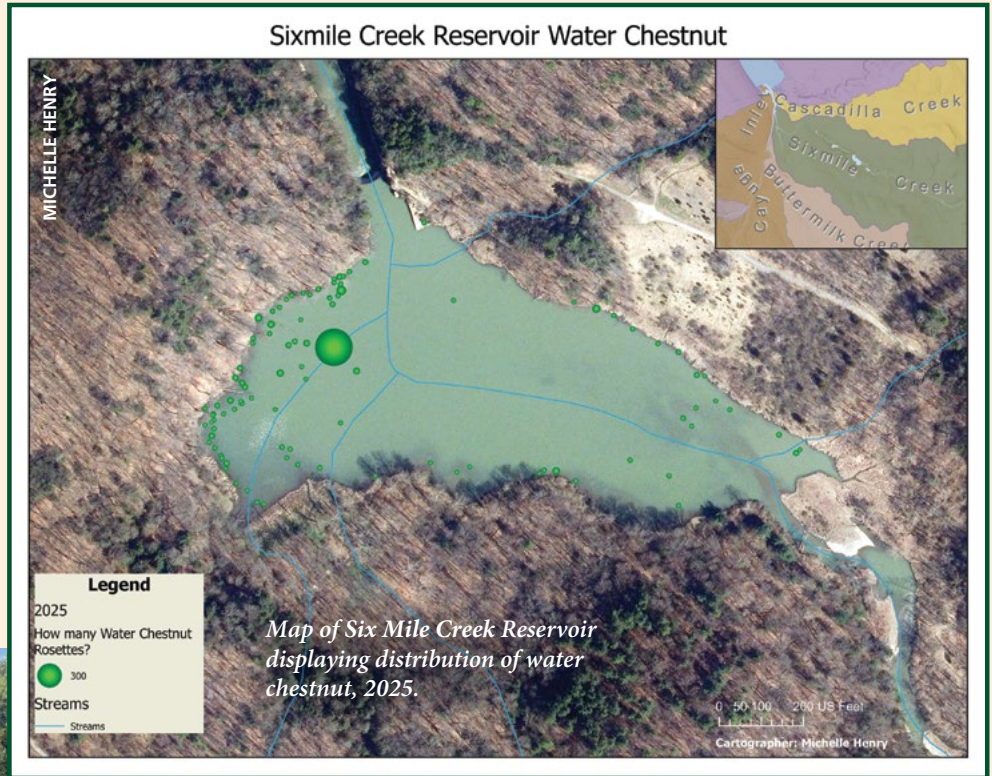 Sixmile Creek Reservoir Water Chestnut
MICHELLE HENRY
Cascadilla Creek
Inlet
Sixmile Creek
Cayuga
Buttermilk Creek
Legend
2025
How many Water Chestnut
Rosettes?
300
Streams
Streams
Map of Six Mile Creek Reservoir
displaying distribution of water
chestnut, 2025.
0 50 100 200 US Feet
Cartographer: Michelle Henry